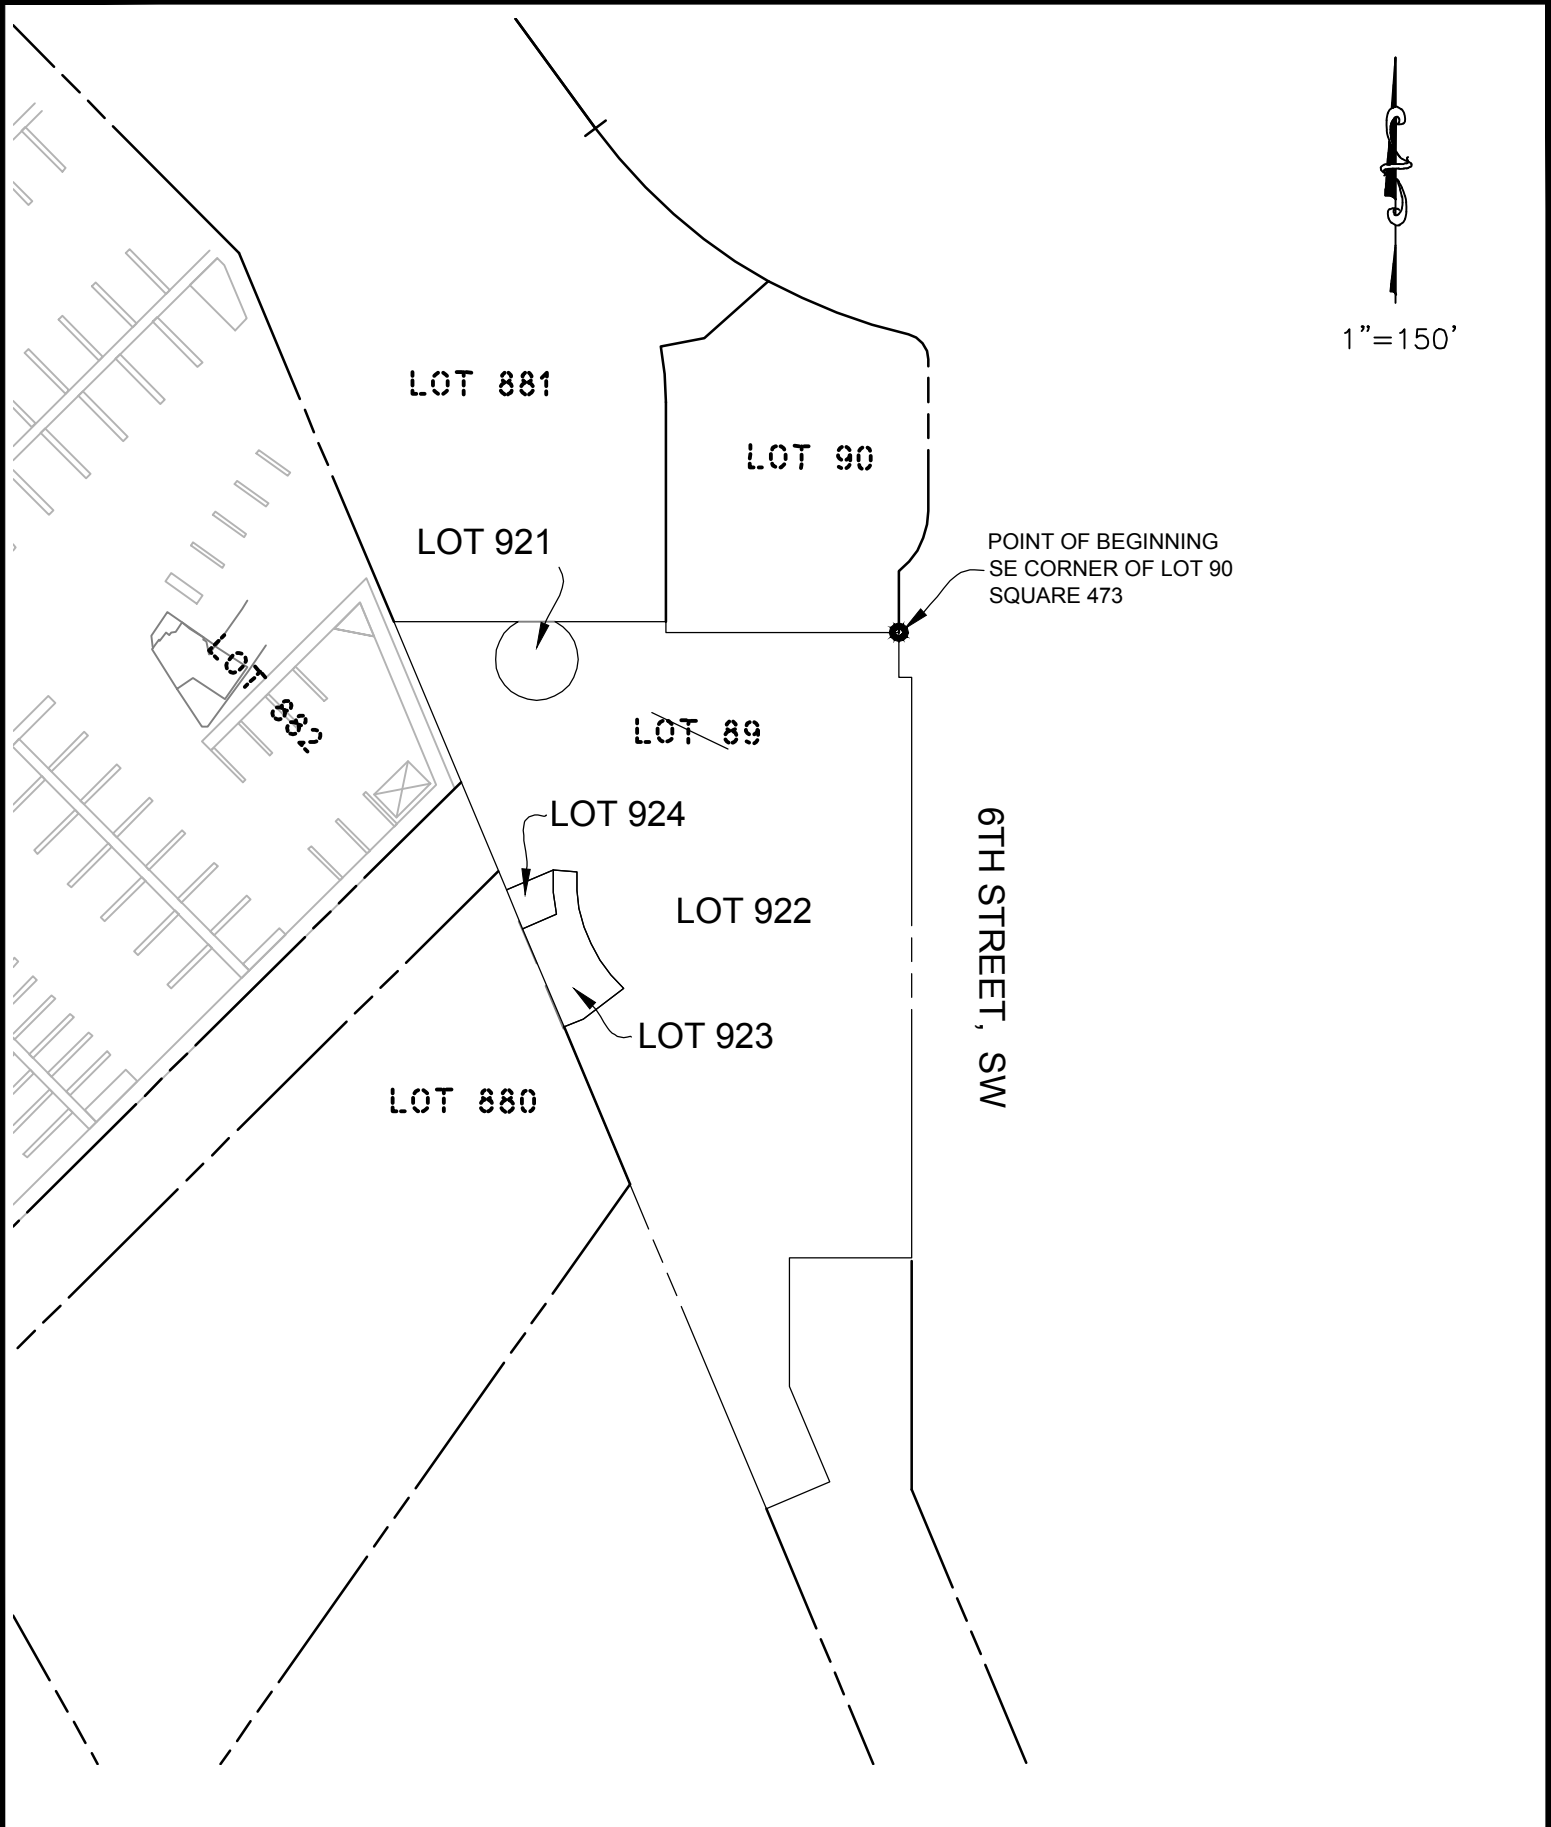 1"=150'
LOT 881
LOT 90
LOT 921
POINT OF BEGINNING
SE CORNER OF LOT 90
SQUARE 473
LOT 882
LOT 89
LOT 924
LOT 922
6TH STREET, SW
LOT 923
LOT 880